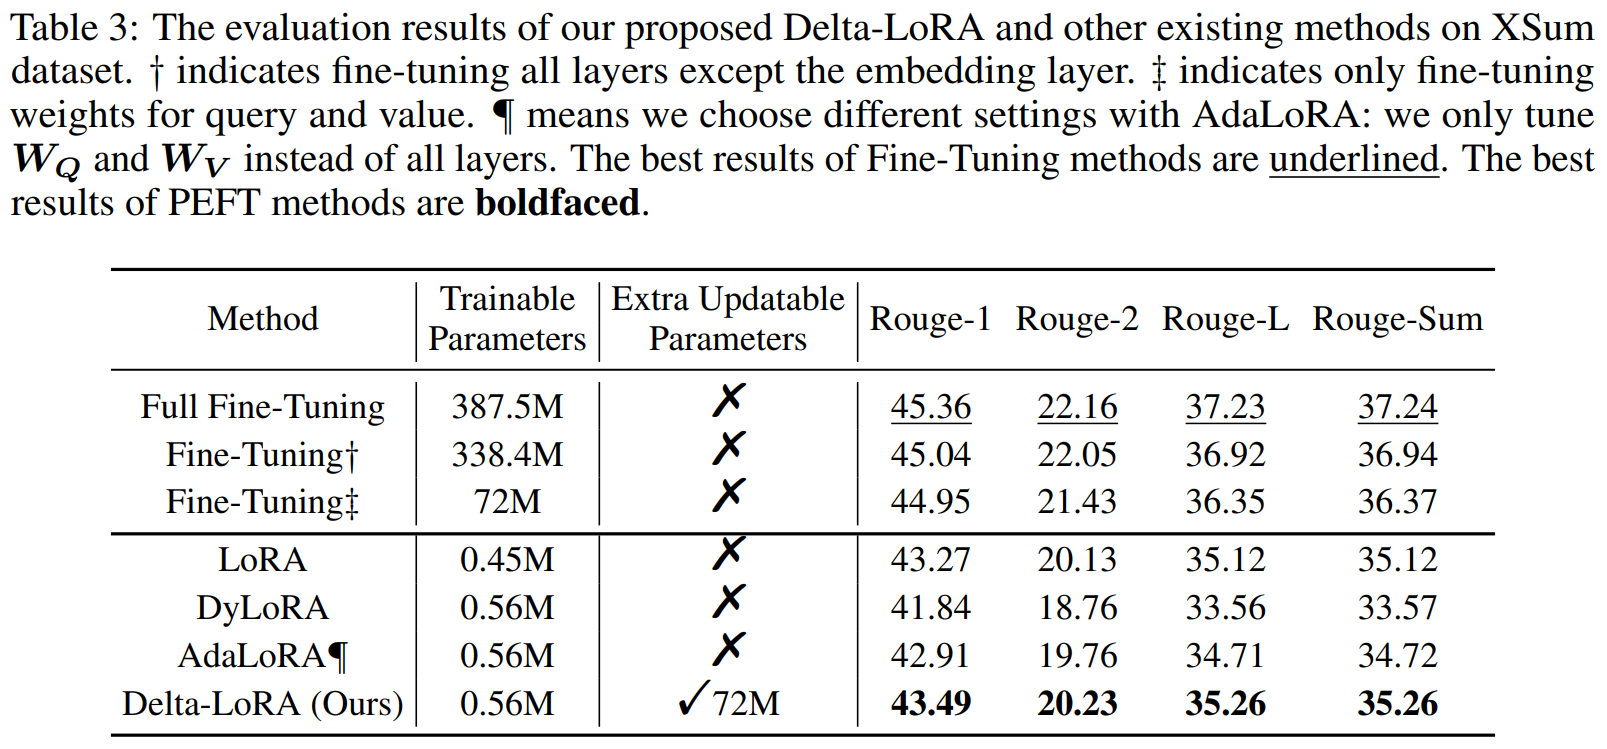 Table 3: The evaluation results of our proposed Delta-LoRA and other existing methods on XSum
dataset. † indicates fine-tuning all layers except the embedding layer. ‡ indicates only fine-tuning
weights for query and value. ¶ means we choose different settings with AdaLoRA: we only tune
W_Q and W_V instead of all layers. The best results of Fine-Tuning methods are underlined. The best
results of PEFT methods are boldfaced.
Method Trainable Parameters Extra Updatable Parameters Rouge-1 Rouge-2 Rouge-L Rouge-Sum
Full Fine-Tuning 387.5M ✗ 45.36 22.16 37.23 37.24
Fine-Tuning† 338.4M ✗ 45.04 22.05 36.92 36.94
Fine-Tuning‡ 72M ✗ 44.95 21.43 36.35 36.37
LoRA 0.45M ✗ 43.27 20.13 35.12 35.12
DyLoRA 0.56M ✗ 41.84 18.76 33.56 33.57
AdaLoRA¶ 0.56M ✗ 42.91 19.76 34.71 34.72
Delta-LoRA (Ours) 0.56M ✓72M 43.49 20.23 35.26 35.26